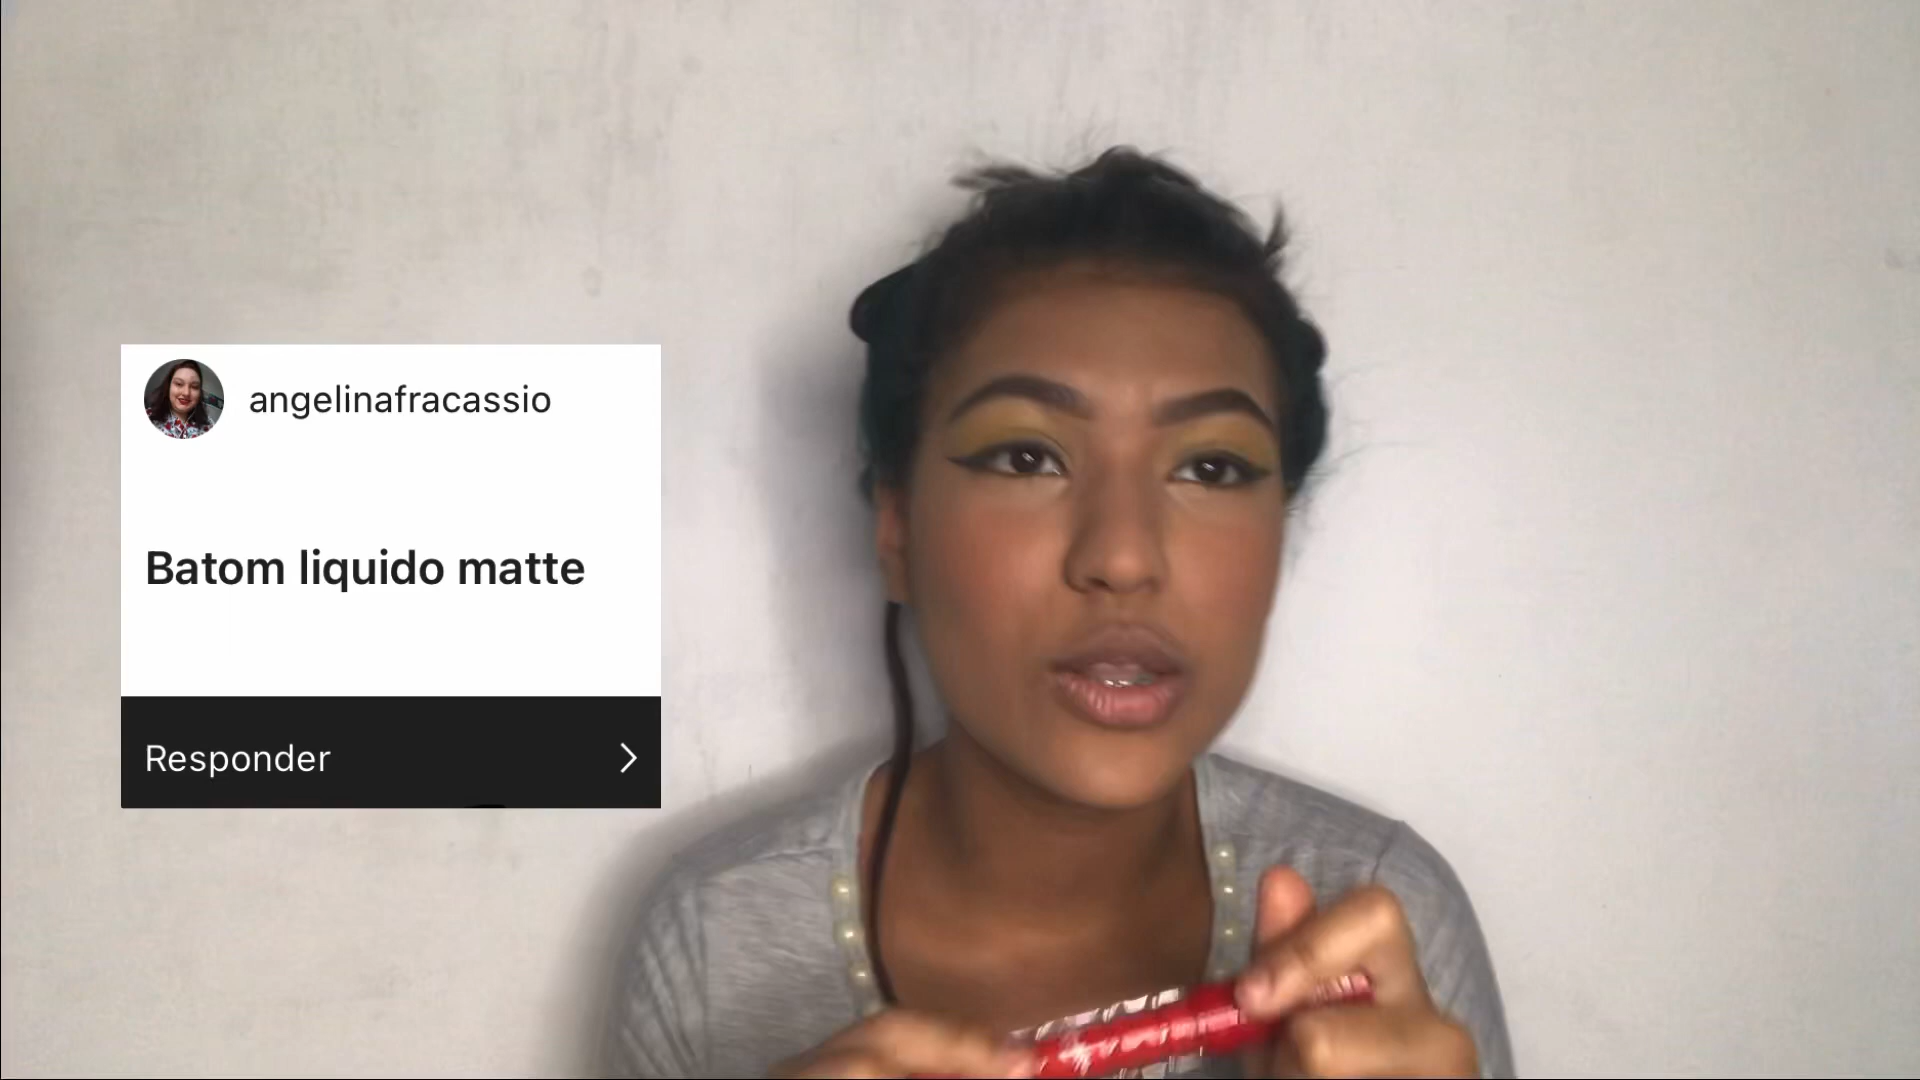 angelinafracassio
Batom liquido matte
Responder